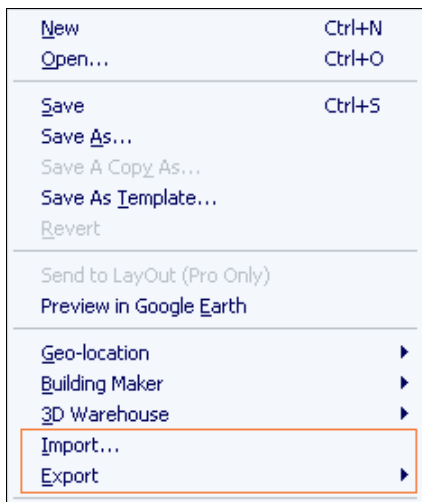 New Ctrl+N
Open... Ctrl+O
Save Ctrl+S
Save As...
Save A Copy As...
Save As Template...
Revert
Send to LayOut (Pro Only)
Preview in Google Earth
Geo-location
Building Maker
3D Warehouse
Import...
Export